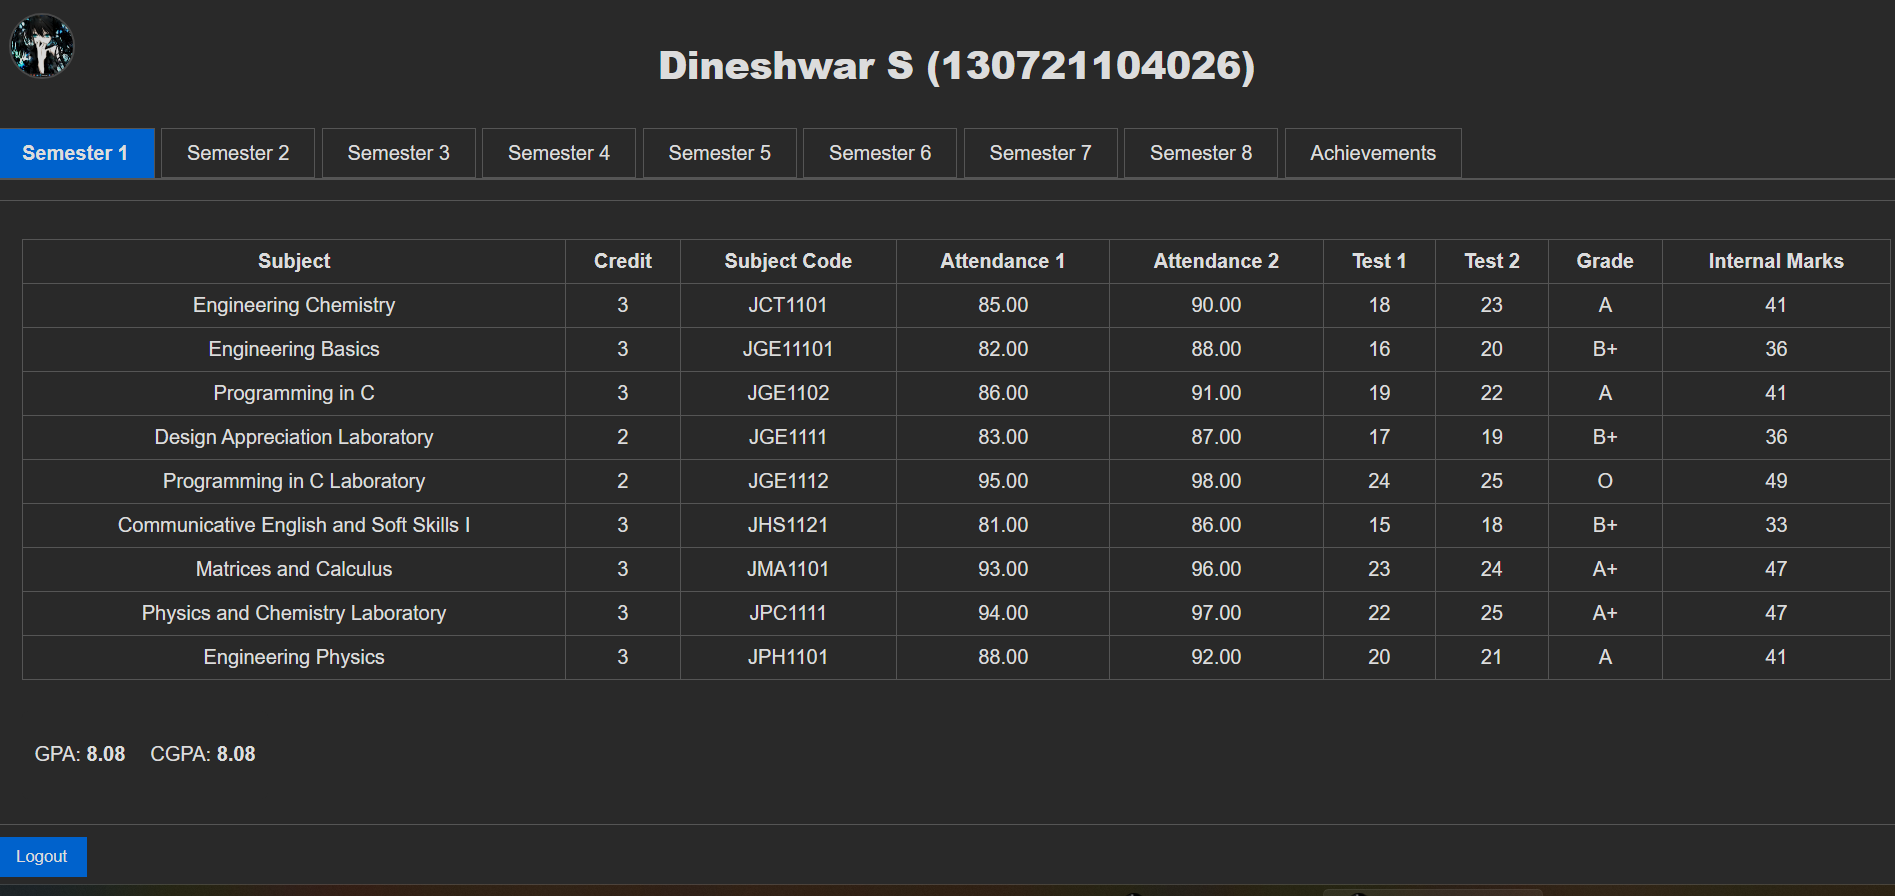 Dineshwar S (130721104026)
Semester 1 Semester 2 Semester 3 Semester 4 Semester 5 Semester 6 Semester 7 Semester 8 Achievements
Subject Credit Subject Code Attendance 1 Attendance 2 Test 1 Test 2 Grade Internal Marks
Engineering Chemistry 3 JCT1101 85.00 90.00 18 23 A 41
Engineering Basics 3 JGE11101 82.00 88.00 16 20 B+ 36
Programming in C 3 JGE1102 86.00 91.00 19 22 A 41
Design Appreciation Laboratory 2 JGE1111 83.00 87.00 17 19 B+ 36
Programming in C Laboratory 2 JGE1112 95.00 98.00 24 25 O 49
Communicative English and Soft Skills I 3 JHS1121 81.00 86.00 15 18 B+ 33
Matrices and Calculus 3 JMA1101 93.00 96.00 23 24 A+ 47
Physics and Chemistry Laboratory 3 JPC1111 94.00 97.00 22 25 A+ 47
Engineering Physics 3 JPH1101 88.00 92.00 20 21 A 41
GPA: 8.08 CGPA: 8.08
Logout